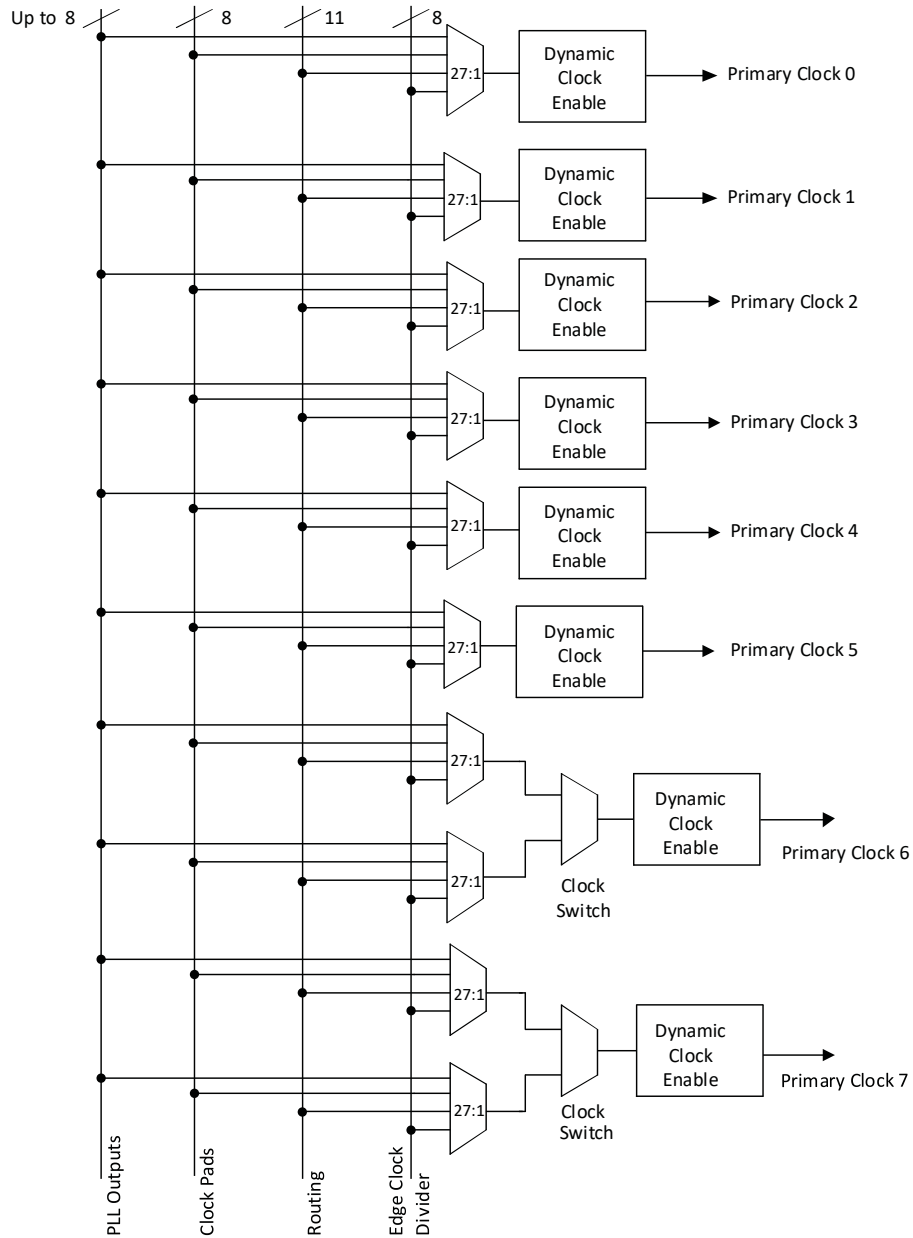 Up to 8
8
11
8
27:1
Dynamic
Clock
Enable
Primary Clock 0
27:1
Dynamic
Clock
Enable
Primary Clock 1
27:1
Dynamic
Clock
Enable
Primary Clock 2
27:1
Dynamic
Clock
Enable
Primary Clock 3
27:1
Dynamic
Clock
Enable
Primary Clock 4
27:1
Dynamic
Clock
Enable
Primary Clock 5
27:1
27:1
Clock
Switch
Dynamic
Clock
Enable
Primary Clock 6
27:1
27:1
Clock
Switch
Dynamic
Clock
Enable
Primary Clock 7
PLL Outputs
Clock Pads
Routing
Edge Clock
Divider